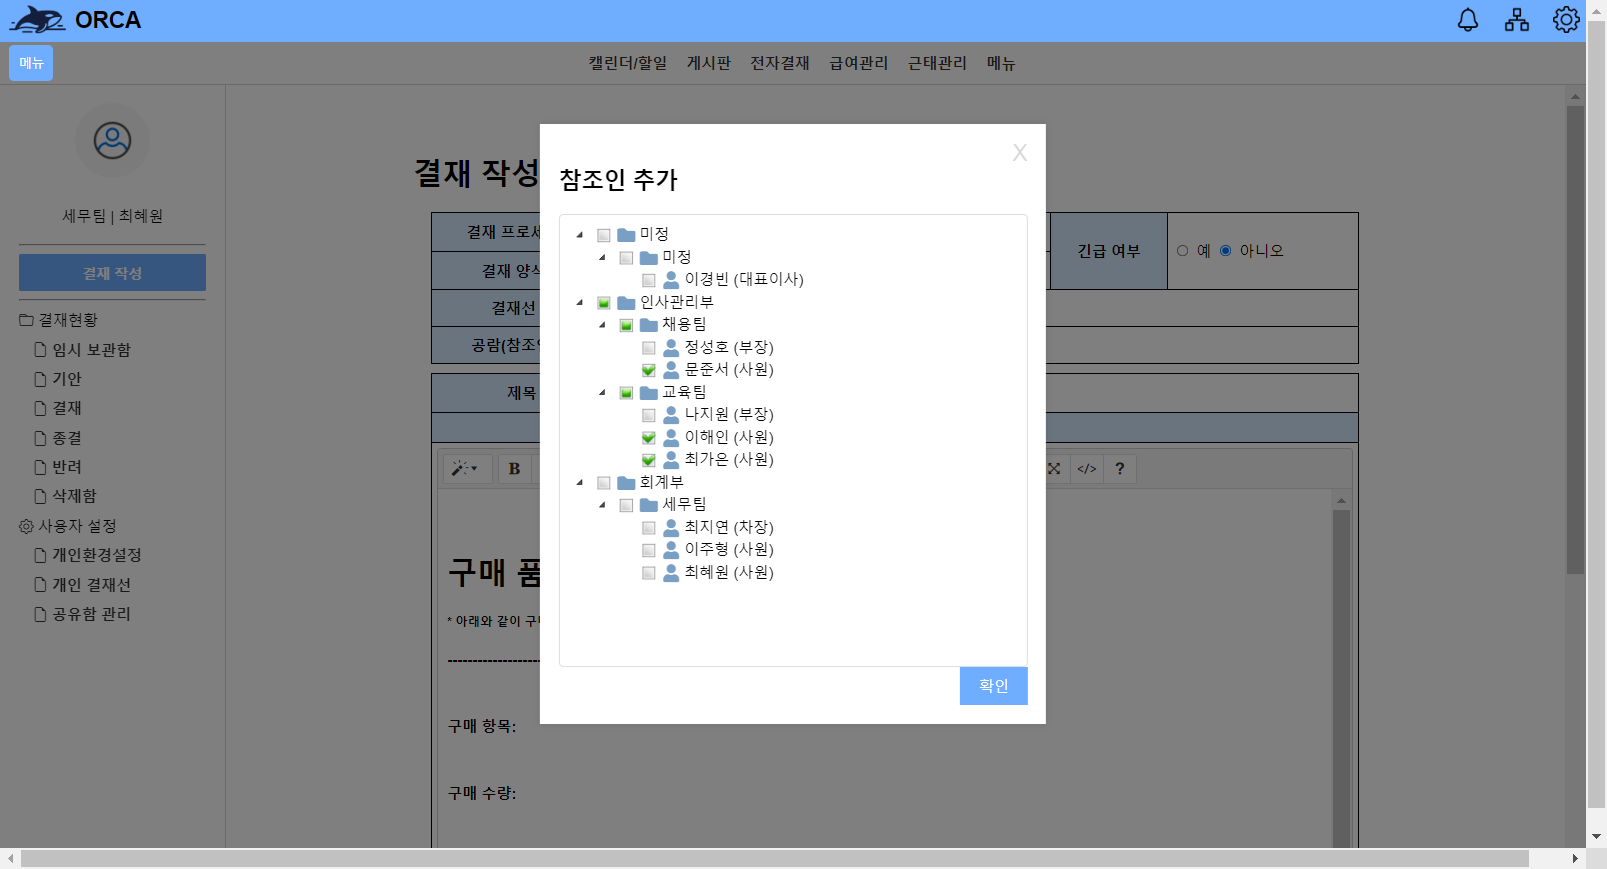 ORCA
메뉴
캘린더/할일 게시판 전자결재 급여관리 근태관리 메뉴
세무팀 | 최혜원
결재 작성
결재현황
임시 보관함
기안
결재
종결
반려
삭제함
사용자 설정
개인환경설정
개인 결재선
공유함 관리
결재 작성
결재 프로세
긴급 여부
예 아니오
결재 양식
결재선
공람(참조인
제목
B
</>
?
구매 품
* 아래와 같이 구매
구매 항목:
구매 수량:
X
참조인 추가
미정
미정
이경빈 (대표이사)
인사관리부
채용팀
정성호 (부장)
문준서 (사원)
교육팀
나지원 (부장)
이해인 (사원)
최가은 (사원)
회계부
세무팀
최지연 (차장)
이주형 (사원)
최혜원 (사원)
확인